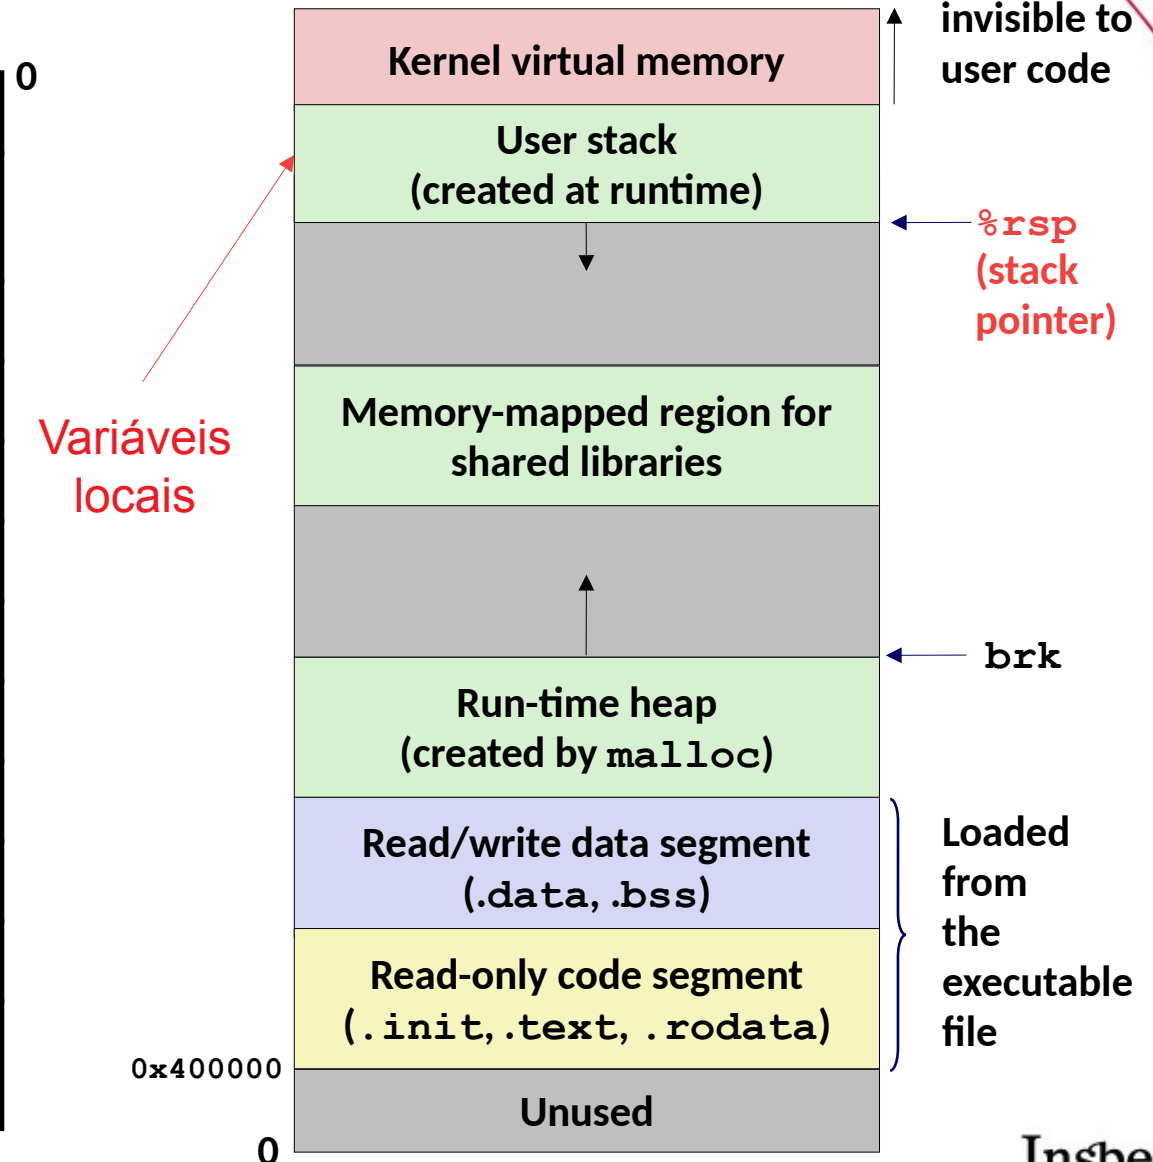 invisible to
user code
Kernel virtual memory
0
User stack
(created at runtime)
%rsp
(stack
pointer)
Variáveis
locais
Memory-mapped region for
shared libraries
brk
Run-time heap
(created by malloc)
Read/write data segment
(.data, .bss)
Loaded
from
the
executable
file
Read-only code segment
(.init, .text, .rodata)
0x400000
Unused
0